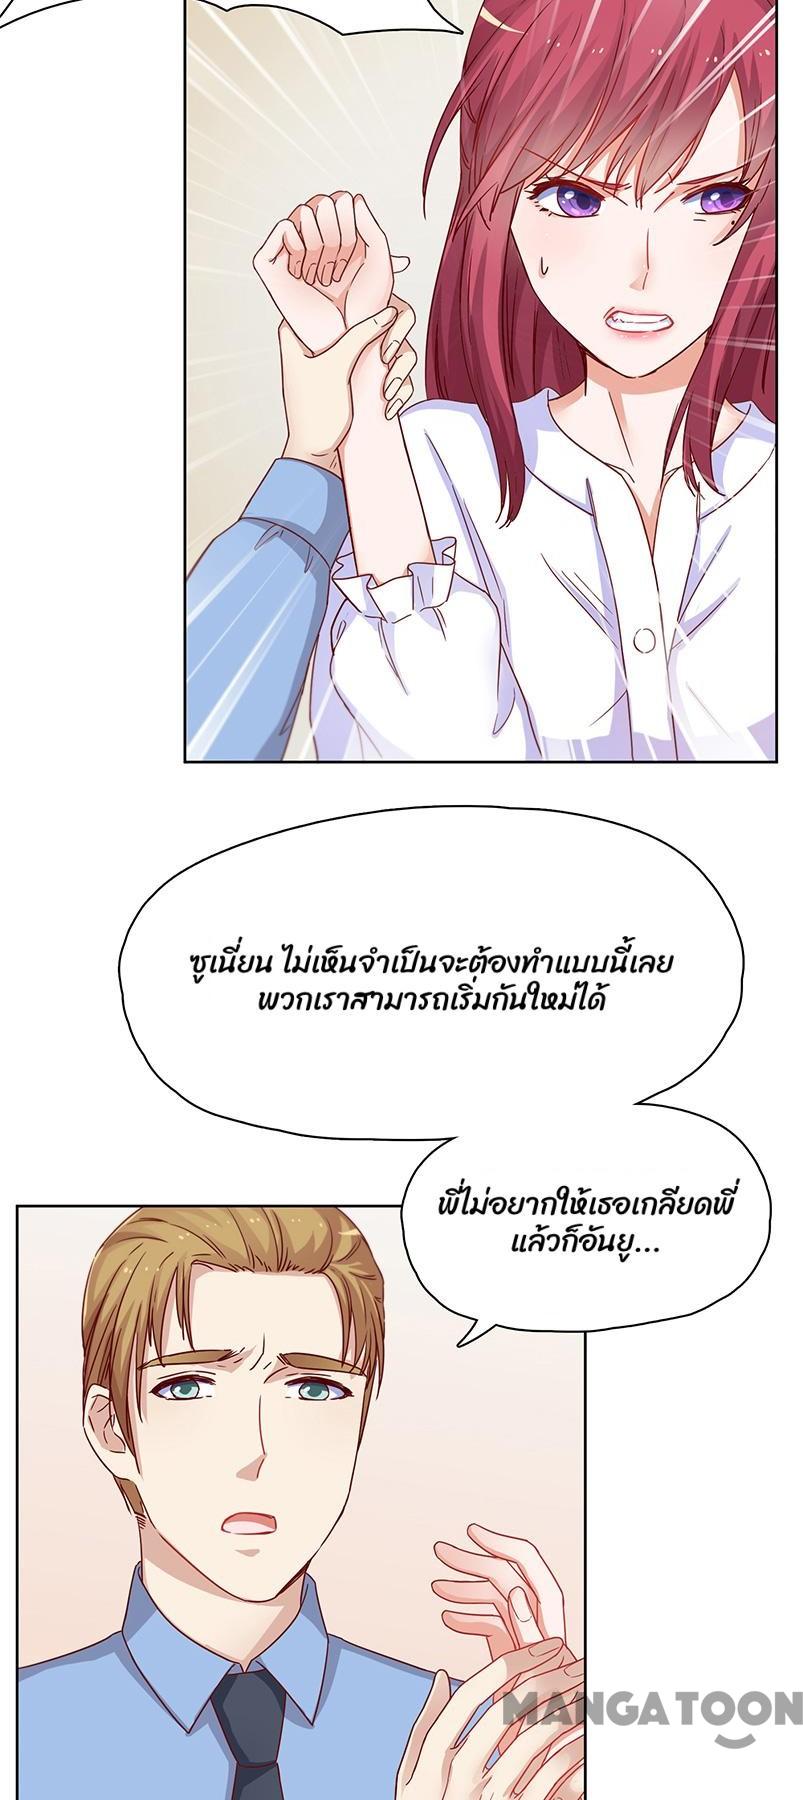 ซูเนี่ยน ไม่เห็นจำเป็นจะต้องทำแบบนี้เลย
พวกเราสามารถเริ่มกันใหม่ได้
พี่ไม่อยากให้เธอเกลียดพี่
แล้วก็อันยู...
MANGATOON